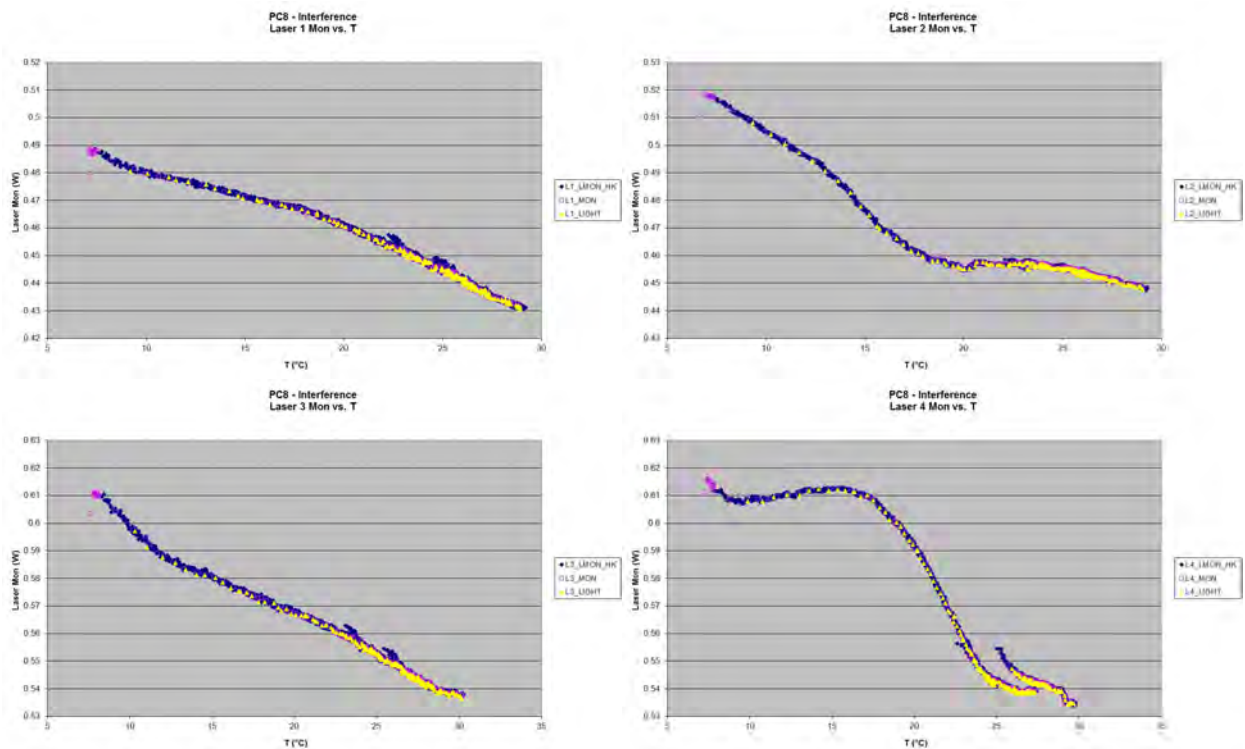 PC8 - Interference
Laser 1 Mon vs. T
0.52
0.51
0.5
0.49
0.48
0.47
0.46
0.45
0.44
0.43
0.42
Laser Mon (W)
5 10 15 20 25 30
T (°C)
L1_LMON_HK
L1_MON
L1_LIGHT
PC8 - Interference
Laser 2 Mon vs. T
0.53
0.52
0.51
0.5
0.49
0.48
0.47
0.46
0.45
0.44
0.43
Laser Mon (W)
5 10 15 20 25 30
T (°C)
L2_LMON_HK
L2_MON
L2_LIGHT
PC8 - Interference
Laser 3 Mon vs. T
0.63
0.62
0.61
0.6
0.59
0.58
0.57
0.56
0.55
0.54
0.53
Laser Mon (W)
5 10 15 20 25 30 35
T (°C)
L3_LMON_HK
L3_MON
L3_LIGHT
PC8 - Interference
Laser 4 Mon vs. T
0.63
0.62
0.61
0.6
0.59
0.58
0.57
0.56
0.55
0.54
0.53
Laser Mon (W)
5 10 15 20 25 30 35
T (°C)
L4_LMON_HK
L4_MON
L4_LIGHT